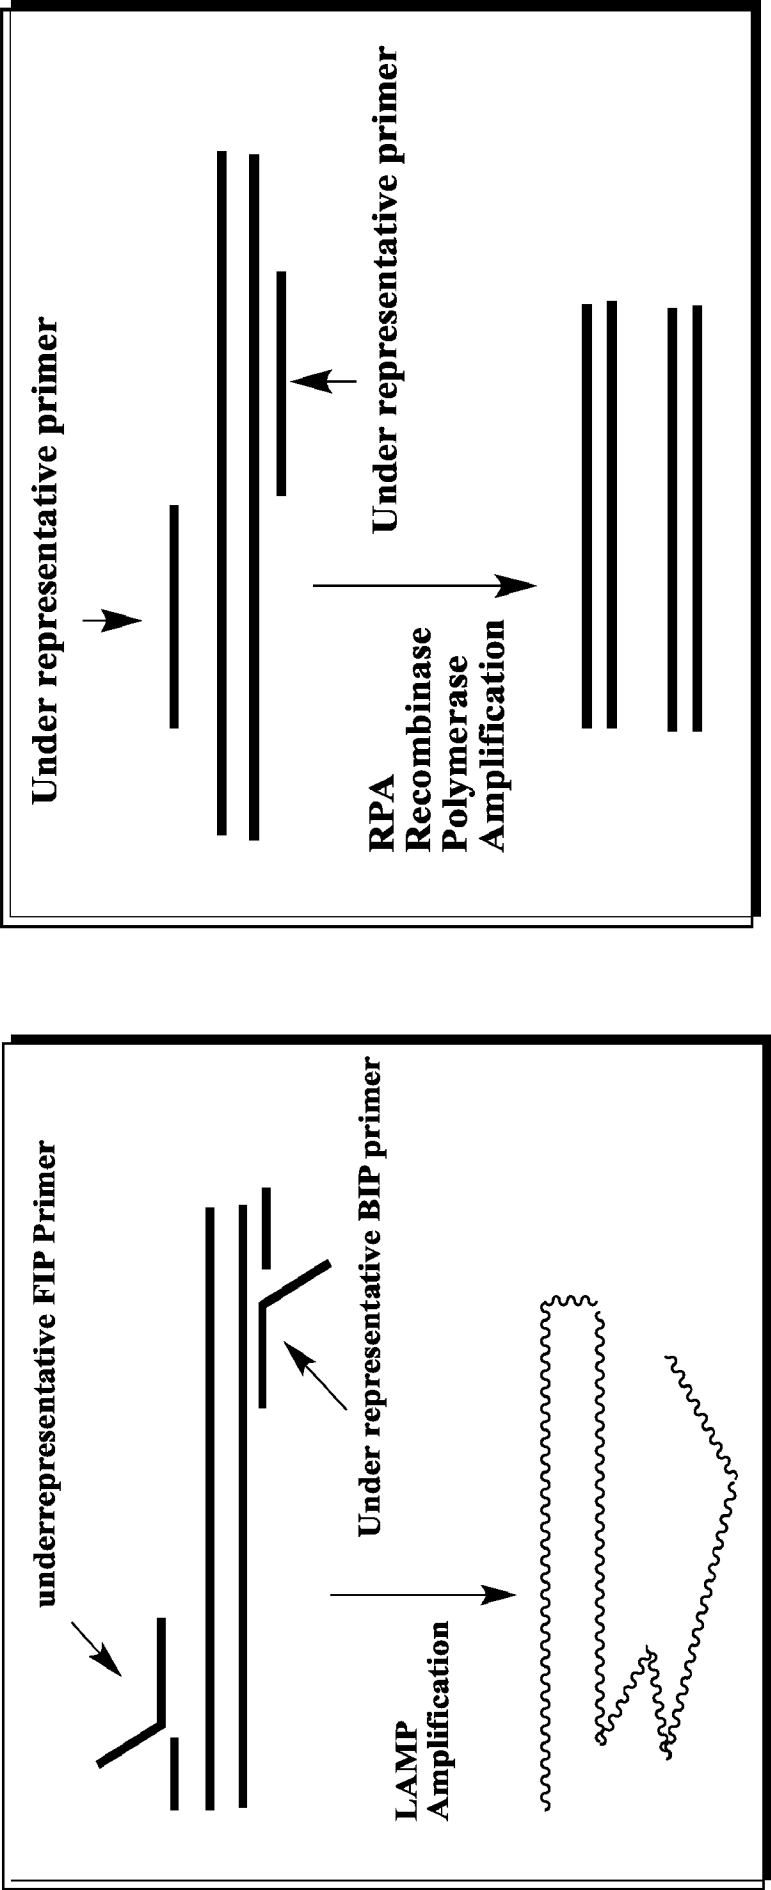 underrepresentative FIP Primer
Under representative BIP primer
LAMP
Amplification
Under representative primer
Under representative primer
RPA
Recombinase
Polymerase
Amplification